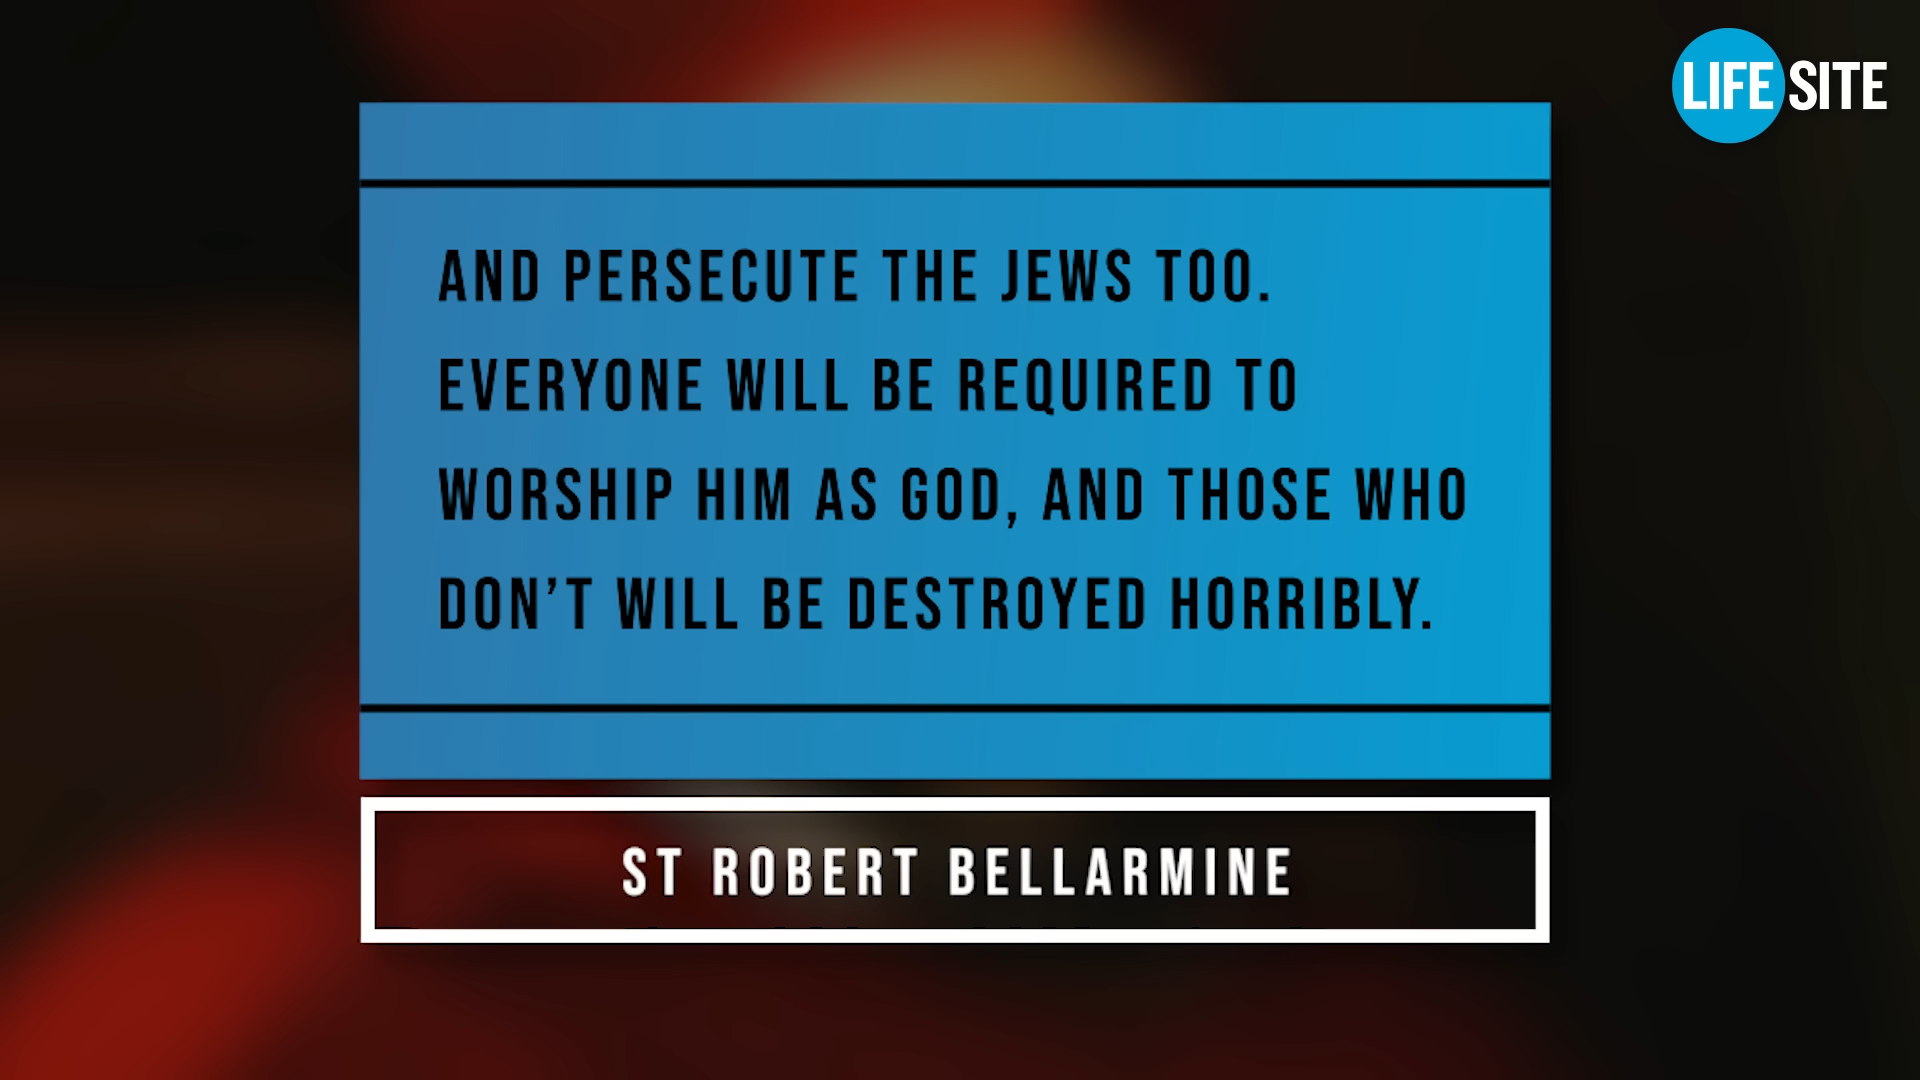 LIFE SITE
AND PERSECUTE THE JEWS TOO.
EVERYONE WILL BE REQUIRED TO
WORSHIP HIM AS GOD, AND THOSE WHO
DON'T WILL BE DESTROYED HORRIBLY.
ST ROBERT BELLARMINE